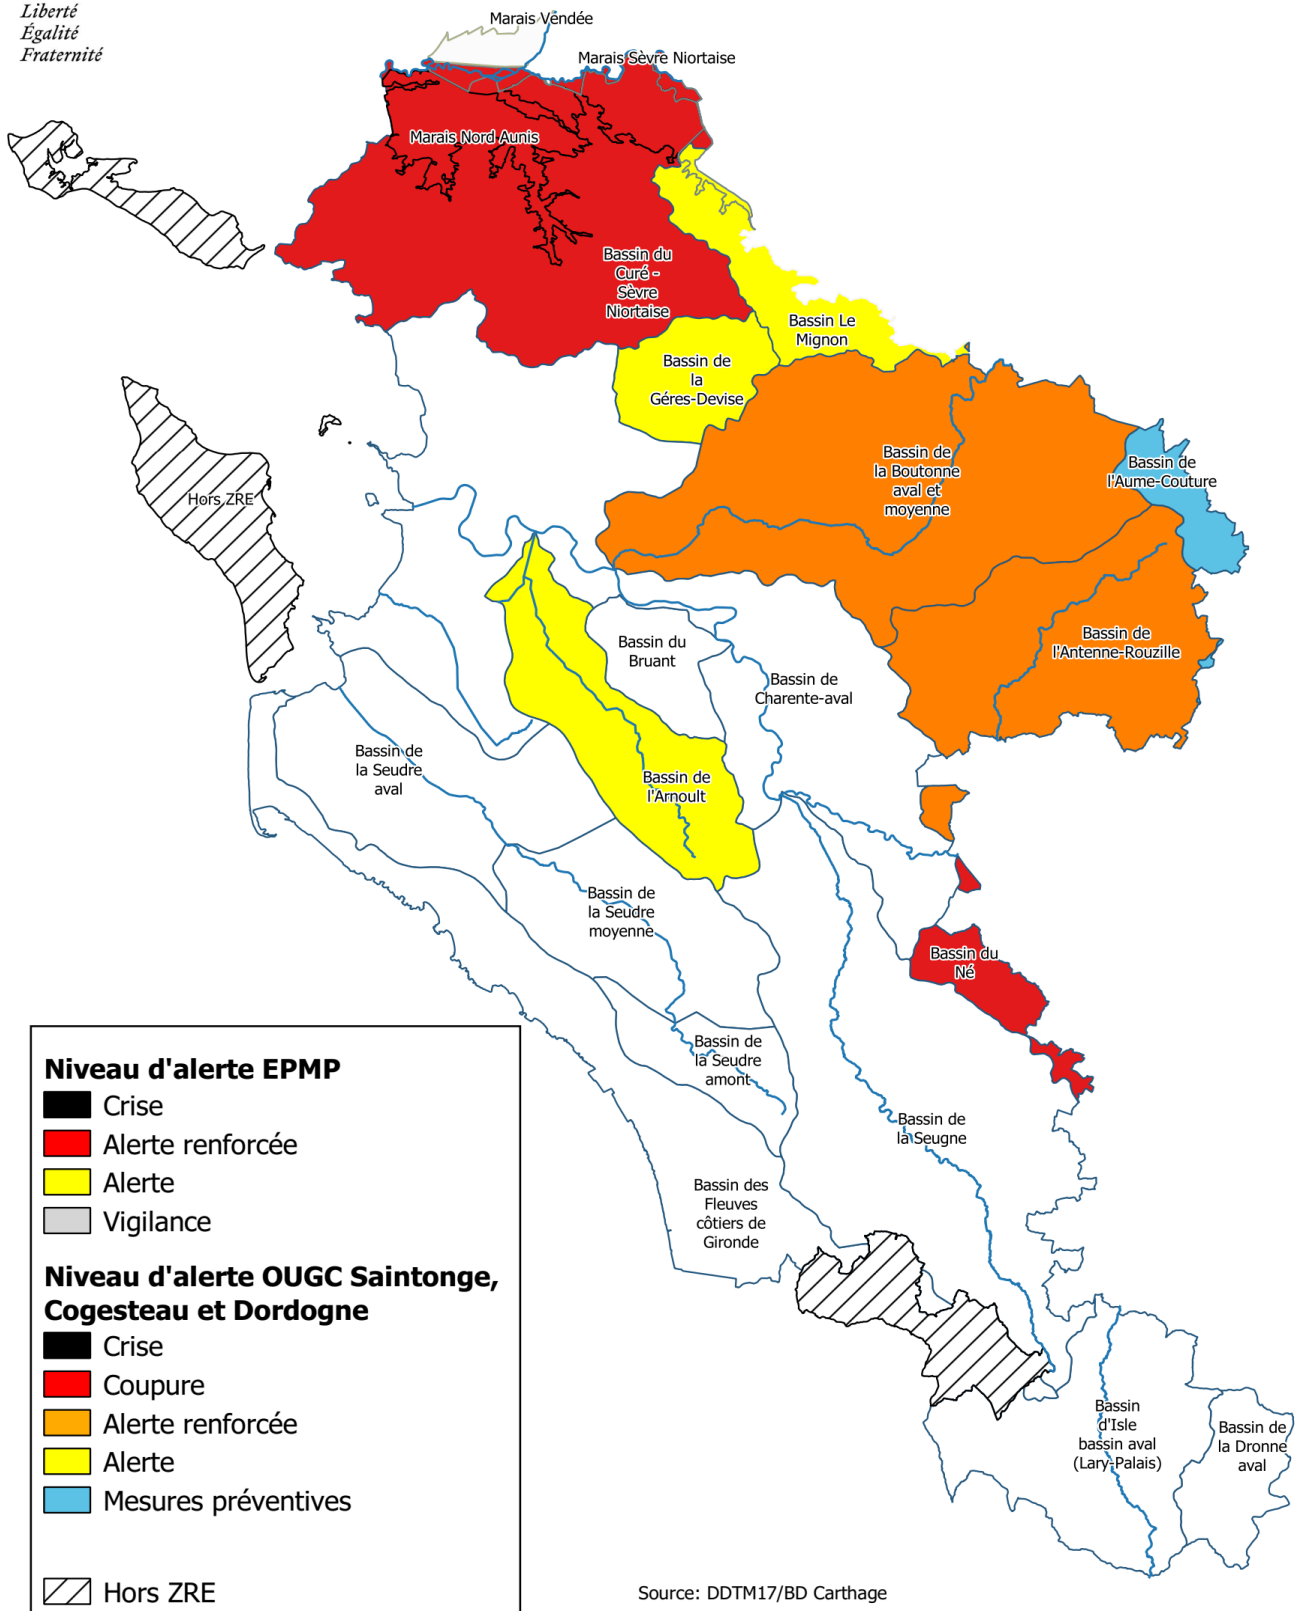 Liberté
Égalité
Fraternité
Marais Vendée
Marais Sèvre Niortaise
Marais Nord Aunis
Bassin du
Curé -
Sèvre
Niortaise
Bassin Le
Mignon
Bassin de
la
Géres-Devise
Bassin de
la Boutonne
aval et
moyenne
Bassin de
l'Aume-Couture
Hors ZRE
Bassin du
Bruant
Bassin de
l'Antenne-Rouzille
Bassin de
Charente-aval
Bassin de
la Seudre
aval
Bassin de
l'Arnoult
Bassin de
la Seudre
moyenne
Bassin du
Né
Bassin de
la Seudre
amont
Bassin de
la Seugne
Bassin des
Fleuves
côtiers de
Gironde
Bassin
d'Isle
bassin aval
(Lary-Palais)
Bassin de
la Dronne
aval
Niveau d'alerte EPMP
Crise
Alerte renforcée
Alerte
Vigilance
Niveau d'alerte OUGC Saintonge,
Cogesteau et Dordogne
Crise
Coupure
Alerte renforcée
Alerte
Mesures préventives
Hors ZRE
Source: DDTM17/BD Carthage